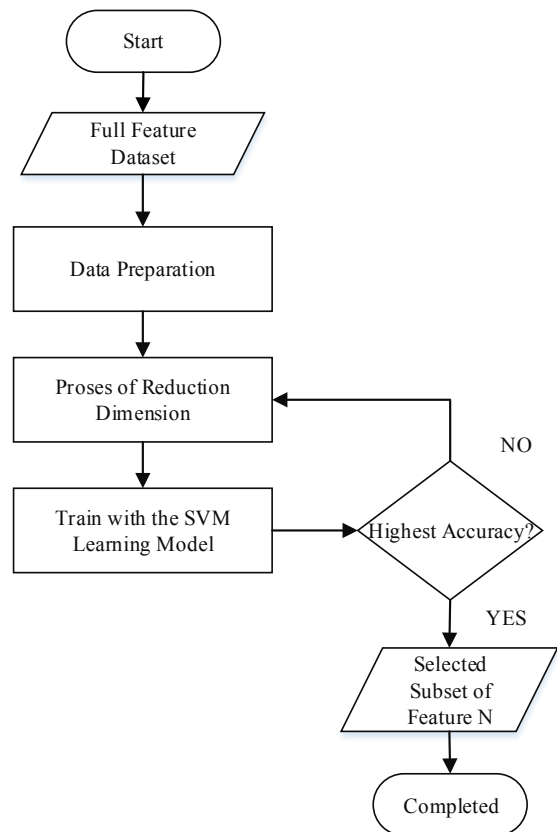 Start
Full Feature
Dataset
Data Preparation
Proses of Reduction
Dimension
Train with the SVM
Learning Model
NO
Highest Accuracy?
YES
Selected
Subset of
Feature N
Completed